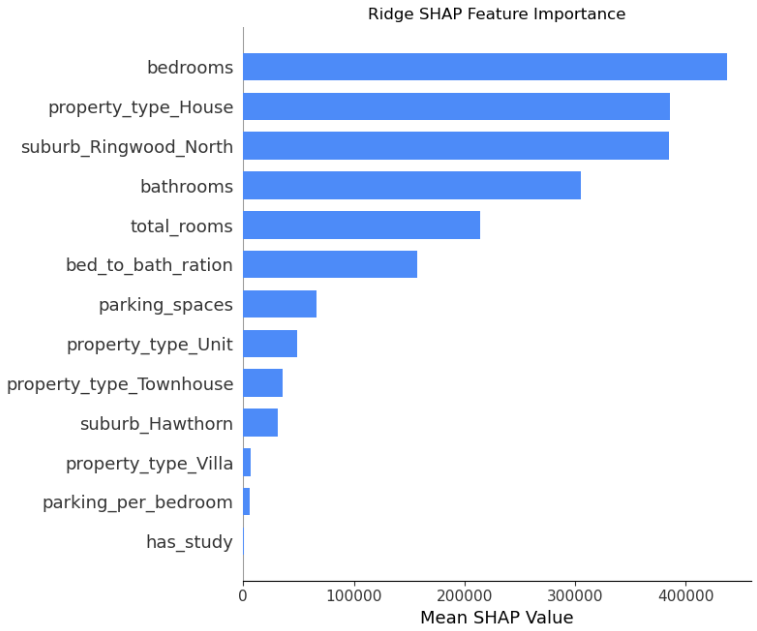 Ridge SHAP Feature Importance
bedrooms
property_type_House
suburb_Ringwood_North
bathrooms
total_rooms
bed_to_bath_ration
parking_spaces
property_type_Unit
property_type_Townhouse
suburb_Hawthorn
property_type_Villa
parking_per_bedroom
has_study
0 100000 200000 300000 400000
Mean SHAP Value